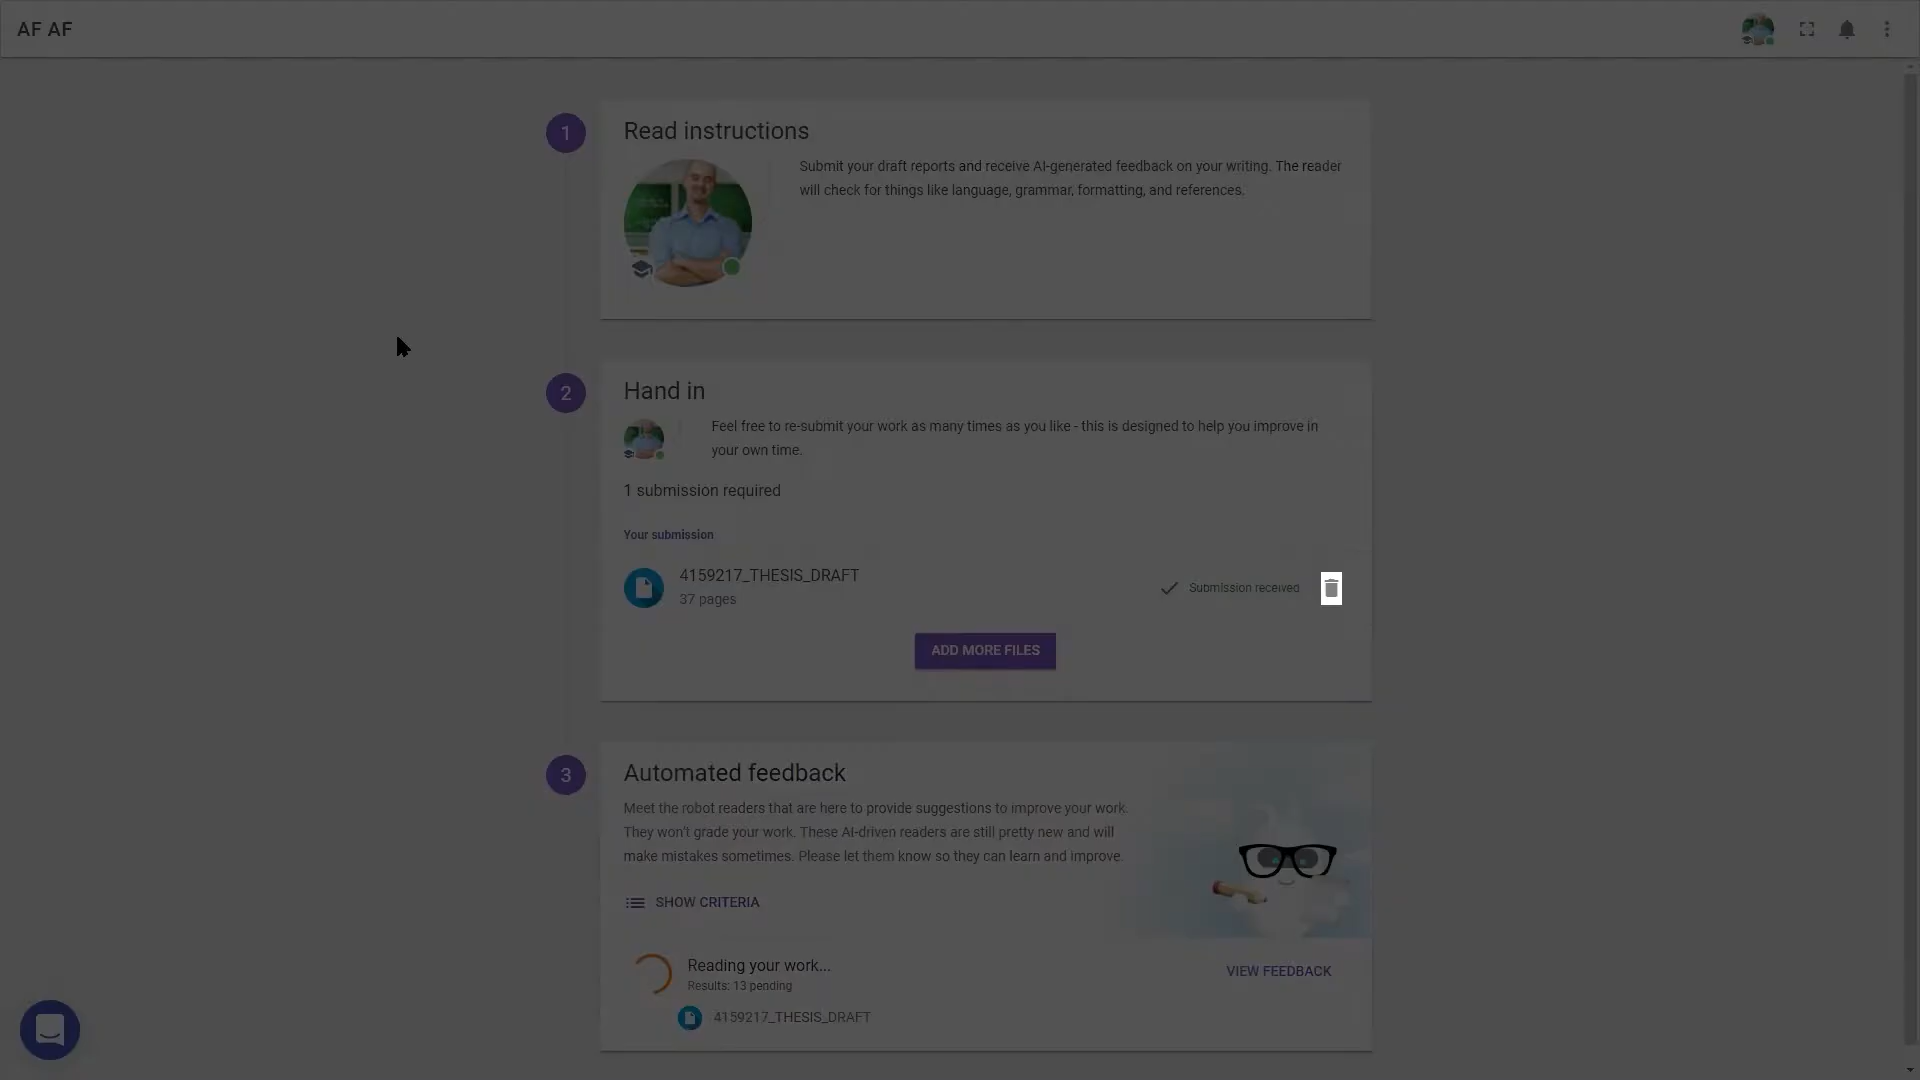 AF AF
1
Read instructions
Submit your draft reports and receive AI-generated feedback on your writing. The reader
will check for things like language, grammar, formatting, and references.
2
Hand in
Feel free to re-submit your work as many times as you like - this is designed to help you improve in
your own time.
1 submission required
Your submission
4159217_THESIS_DRAFT
37 pages
Submission received
ADD MORE FILES
3
Automated feedback
Meet the robot readers that are here to provide suggestions to improve your work.
They won't grade your work. These AI-driven readers are still pretty new and will
make mistakes sometimes. Please let them know so they can learn and improve.
SHOW CRITERIA
Reading your work...
Results: 13 pending
VIEW FEEDBACK
4159217_THESIS_DRAFT